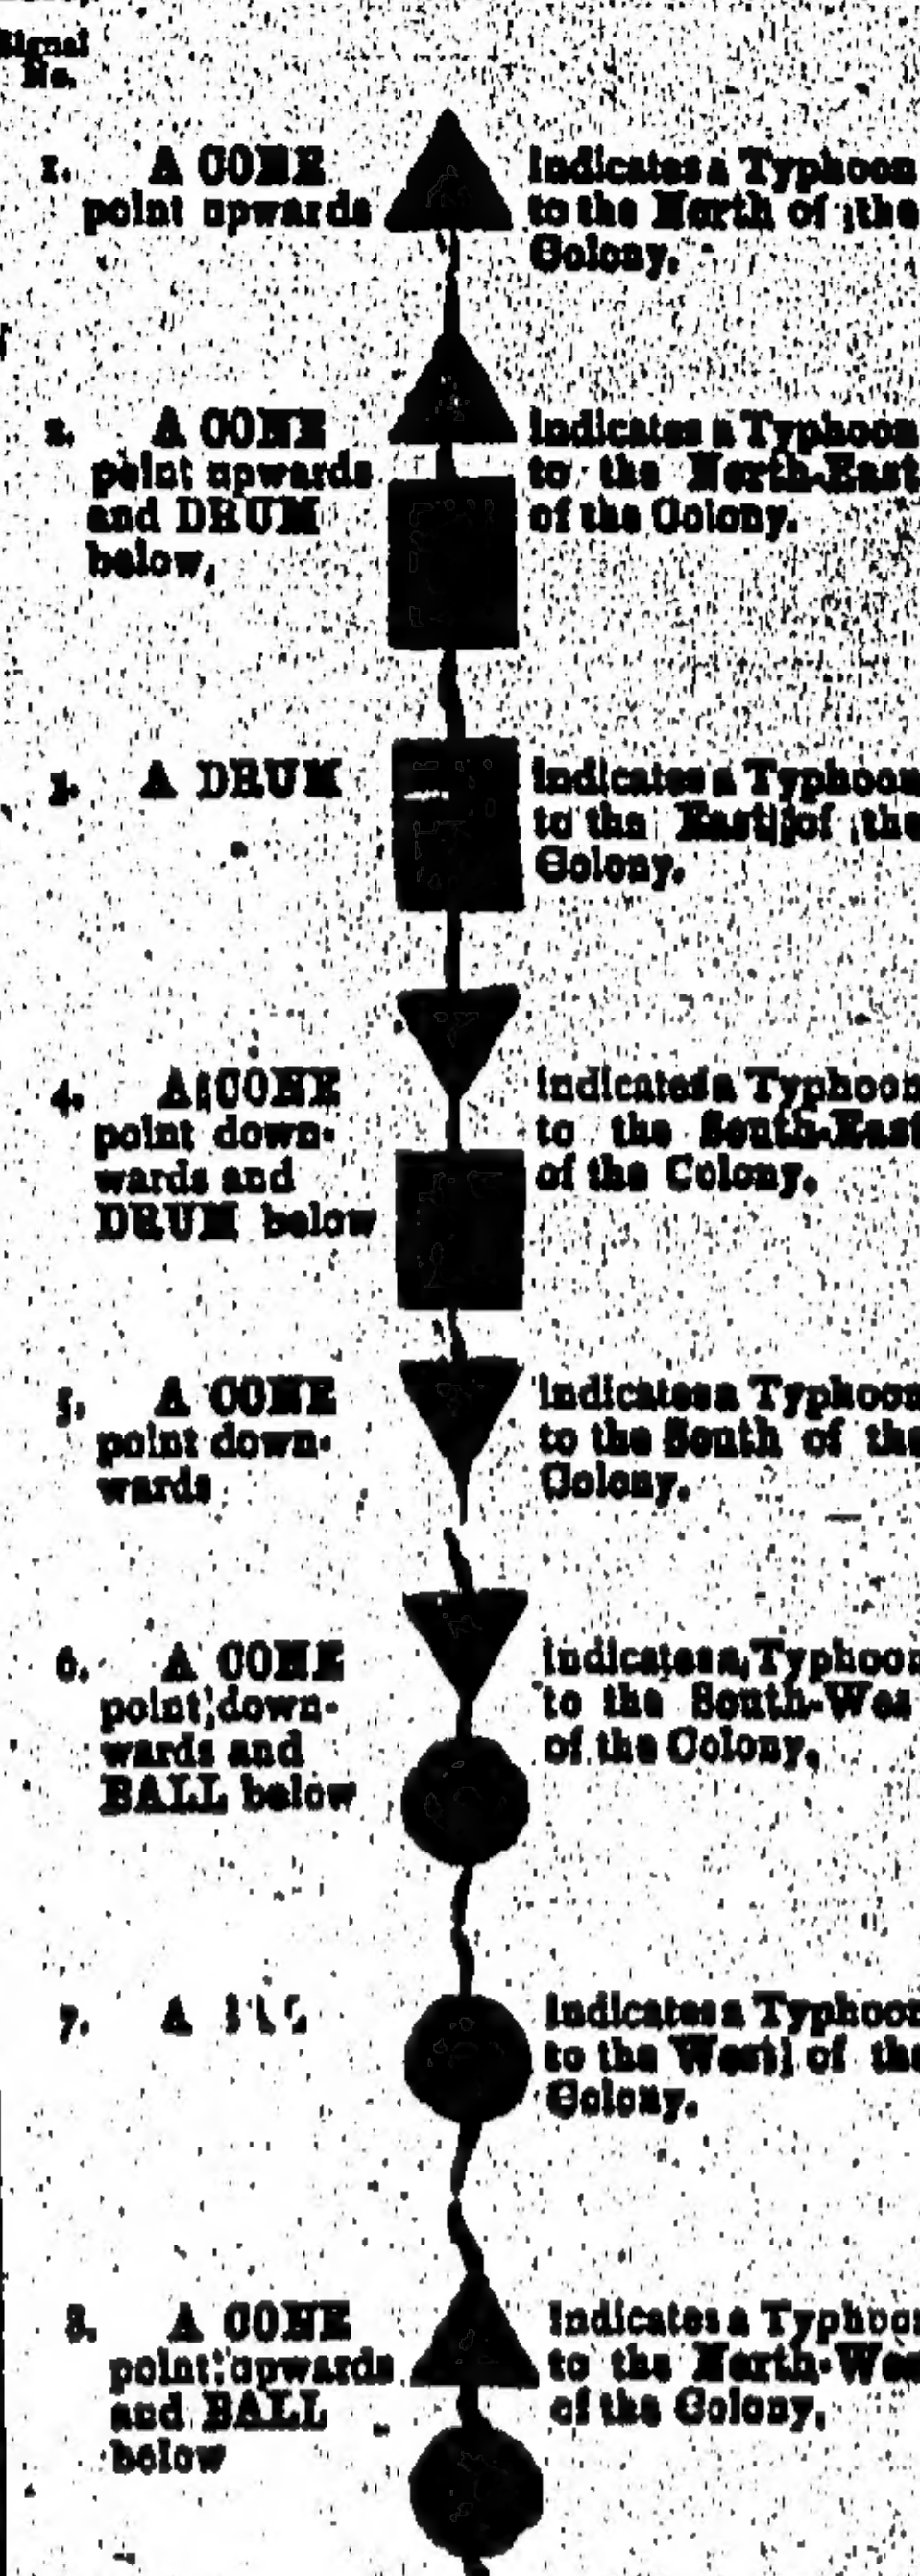 Signal
No.
1. A CONE
point upwards
Indicates a Typhoon
to the North of the
Colony.
2. A CONE
point upwards
and DRUM
below,
Indicates a Typhoon
to the North-East
of the Colony.
3. A DRUM
Indicates a Typhoon
to the East of the
Colony.
4. A CONE
point down-
wards and
DRUM below
Indicates a Typhoon
to the South-East
of the Colony.
5. A CONE
point down-
wards
Indicates a Typhoon
to the South of the
Colony.
6. A CONE
point down-
wards and
BALL below
Indicates a Typhoon
to the South-Wes
of the Colony.
7. A
Indicates a Typhoon
to the West of the
Colony.
8. A CONE
point upwards
and BALL
below
Indicates a Typhoon
to the North-Wes
of the Colony.